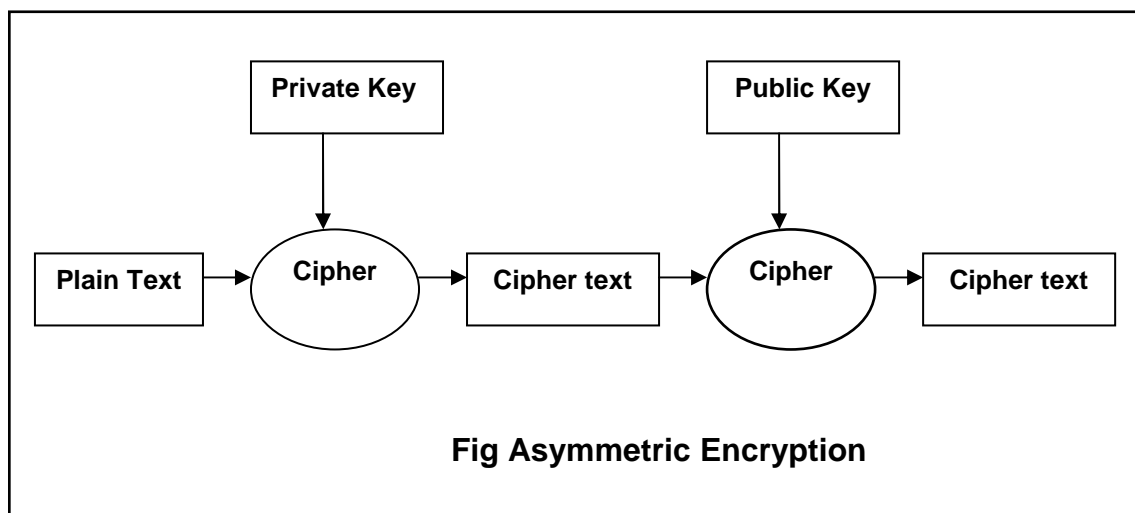 Private Key
Public Key
Plain Text
Cipher
Cipher text
Cipher
Cipher text
Fig Asymmetric Encryption